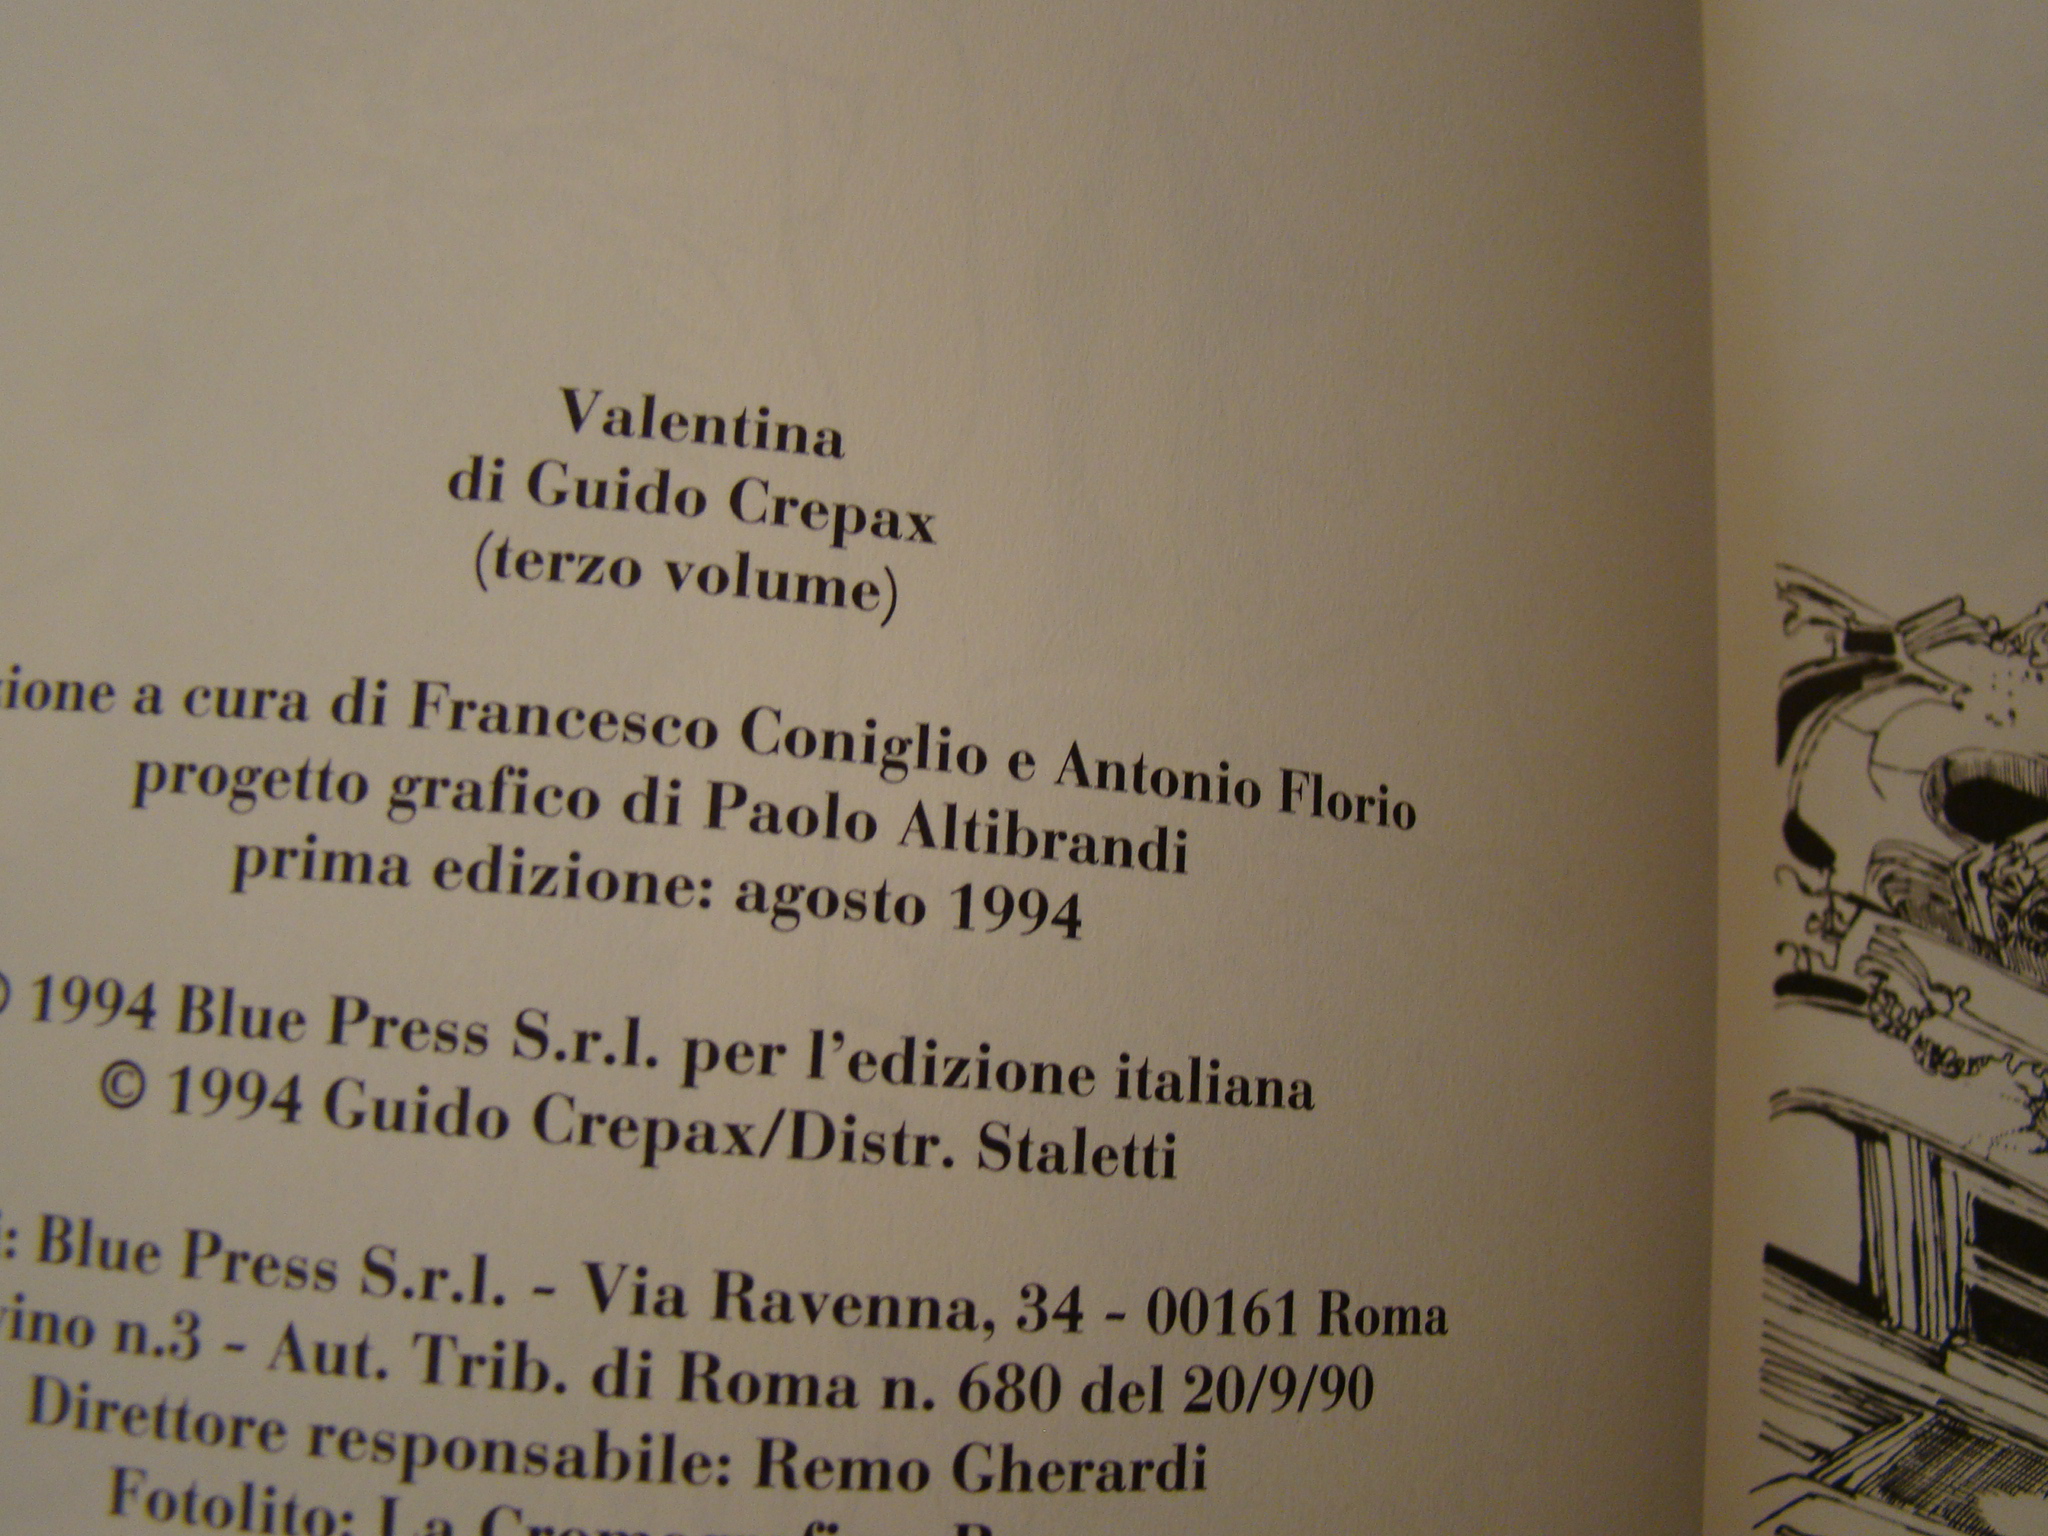 Valentina
di Guido Crepax
(terzo volume)
a cura di Francesco Coniglio e Antonio Florio
progetto grafico di Paolo Altibrandi
prima edizione: agosto 1994
© 1994 Blue Press S.r.l. per l'edizione italiana
© 1994 Guido Crepax/Distr. Staletti
Blue Press S.r.l. - Via Ravenna, 34 - 00161 Roma
n.3 - Aut. Trib. di Roma n. 680 del 20/9/90
Direttore responsabile: Remo Gherardi
Fotolito: La